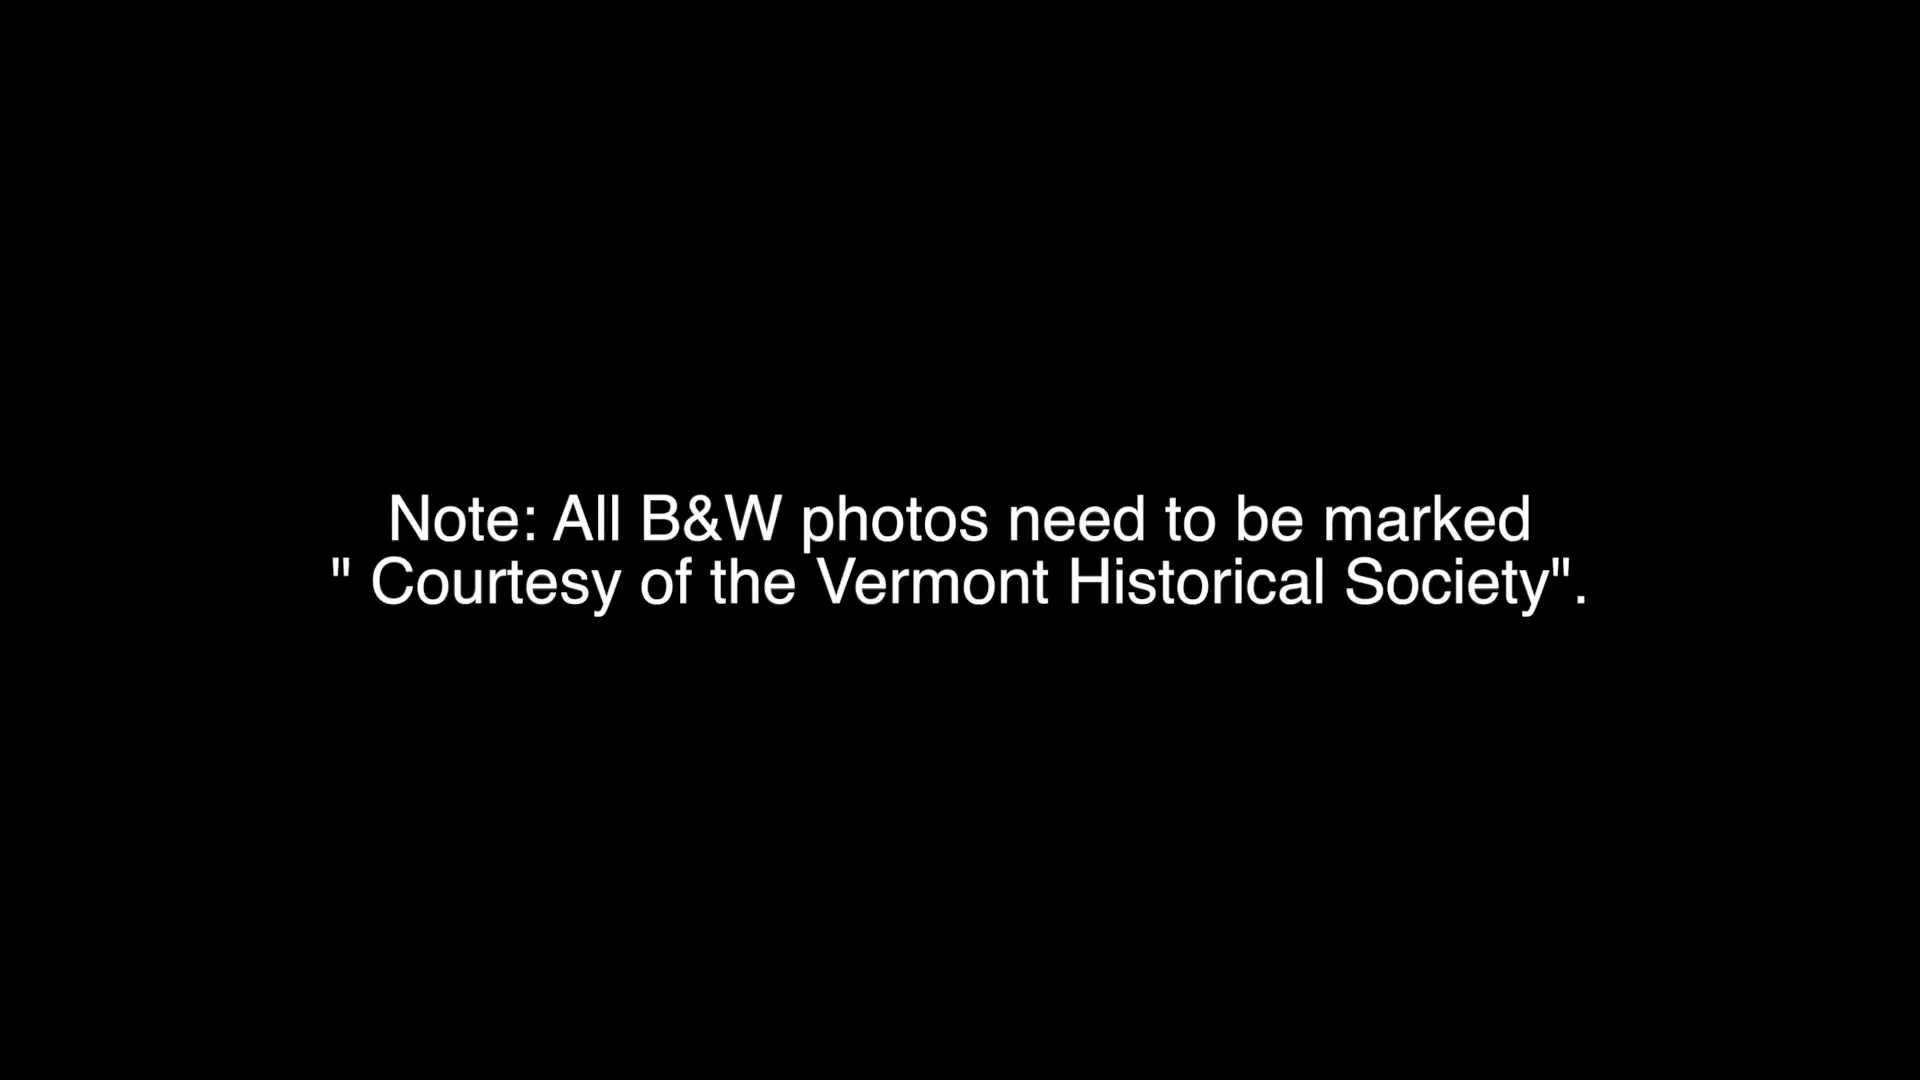 Note: All B&W photos need to be marked
" Courtesy of the Vermont Historical Society".